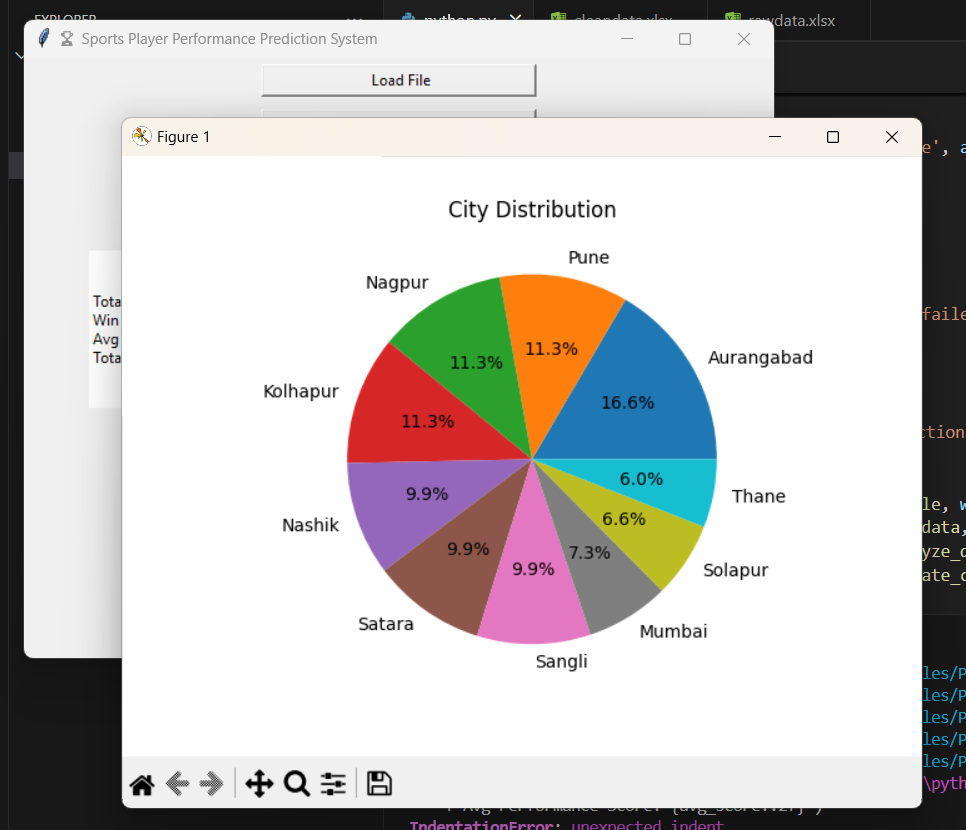 EXPLORER
python.py
cleandata.xlsx
rawdata.xlsx
Sports Player Performance Prediction System
Load File
Figure 1
City Distribution
Pune
Nagpur
Aurangabad
Kolhapur
11.3%
11.3%
11.3%
16.6%
Nashik
9.9%
6.0%
Thane
9.9%
9.9%
7.3%
6.6%
Solapur
Satara
Sangli
Mumbai
Tota
Win
Avg
Tota
e', a
faile
ction
le, w
data,
yze_d
ate_c
les/P
les/P
les/P
les/P
les/P
\pyth
IndentationError: unexpected indent